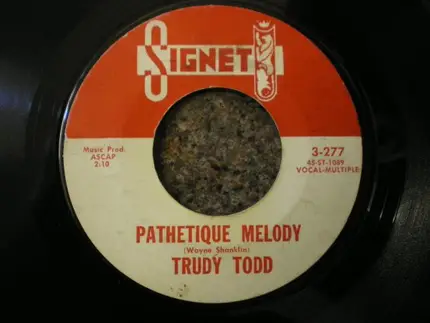 SIGNET
Music Prod.
ASCAP
2:10
3-277
45-ST-1089
VOCAL-MULTIPLE
PATHETIQUE MELODY
(Wayne Shanklin)
TRUDY TODD